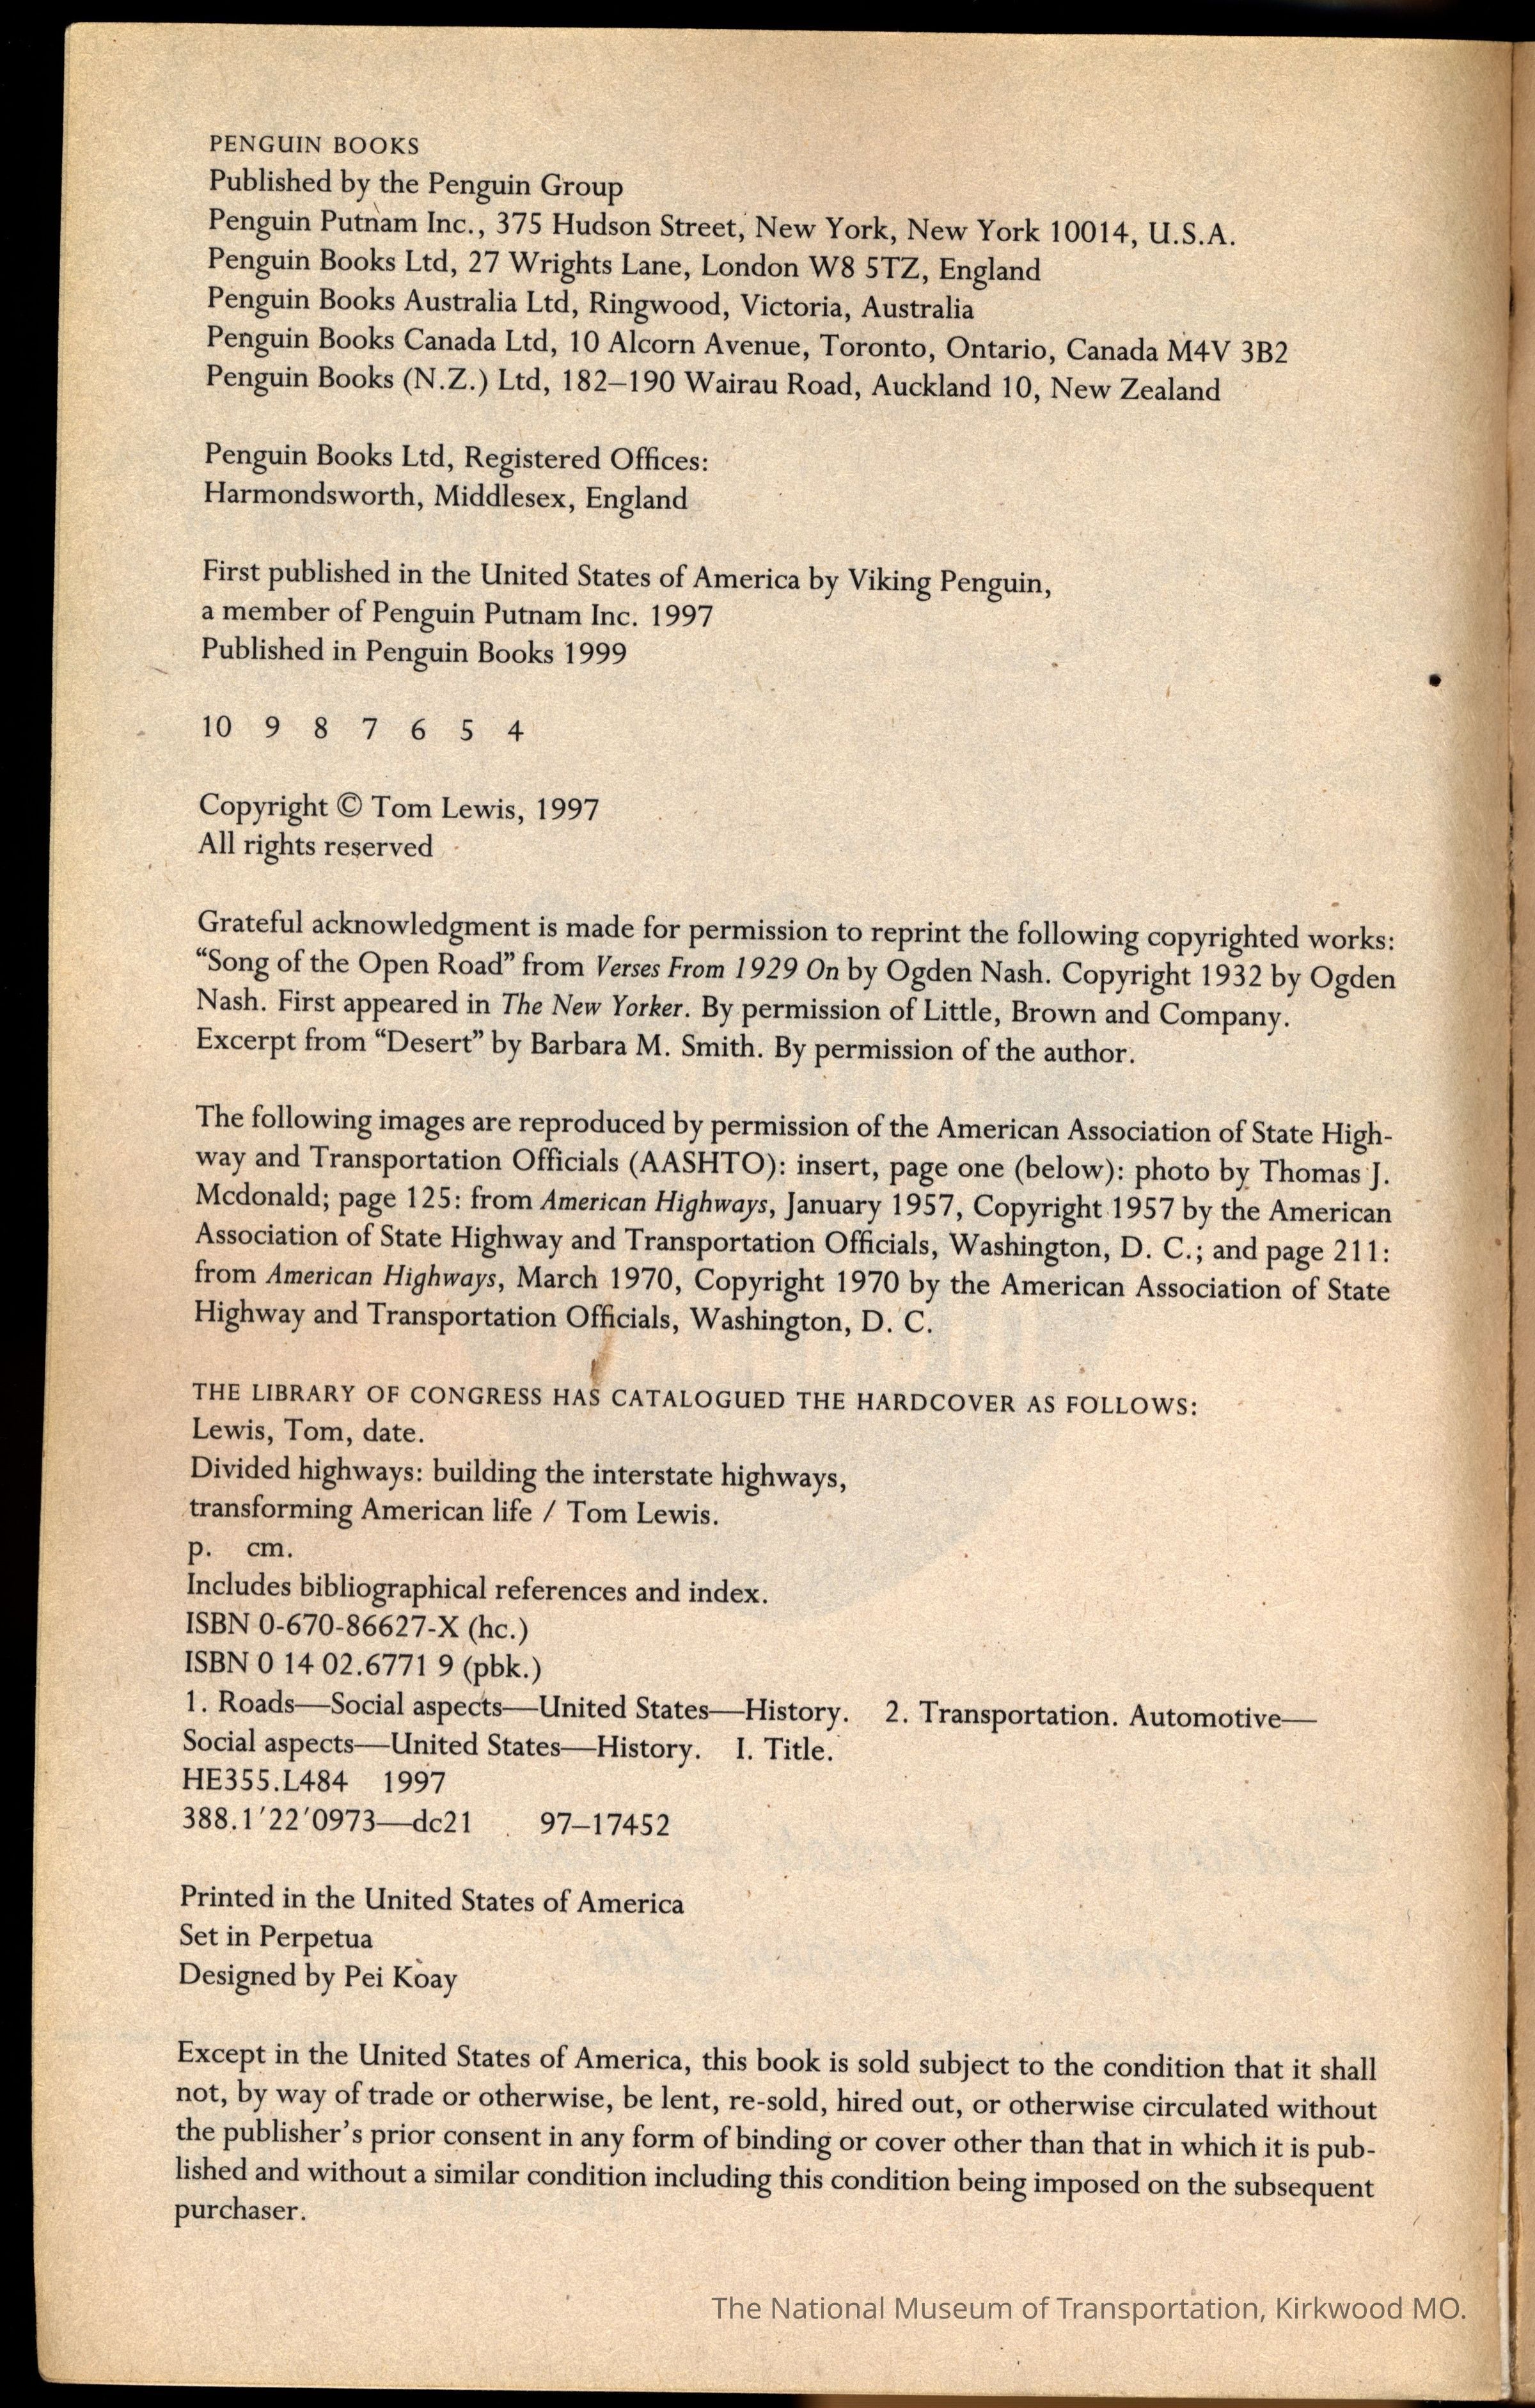 PENGUIN BOOKS
Published by the Penguin Group
Penguin Putnam Inc., 375 Hudson Street, New York, New York 10014, U.S.A.
Penguin Books Ltd, 27 Wrights Lane, London W8 5TZ, England
Penguin Books Australia Ltd, Ringwood, Victoria, Australia
Penguin Books Canada Ltd, 10 Alcorn Avenue, Toronto, Ontario, Canada M4V 3B2
Penguin Books (N.Z.) Ltd, 182–190 Wairau Road, Auckland 10, New Zealand
Penguin Books Ltd, Registered Offices:
Harmondsworth, Middlesex, England
First published in the United States of America by Viking Penguin,
a member of Penguin Putnam Inc. 1997
Published in Penguin Books 1999
10 9 8 7 6 5 4
Copyright © Tom Lewis, 1997
All rights reserved
Grateful acknowledgment is made for permission to reprint the following copyrighted works:
“Song of the Open Road” from Verses From 1929 On by Ogden Nash. Copyright 1932 by Ogden
Nash. First appeared in The New Yorker. By permission of Little, Brown and Company.
Excerpt from “Desert” by Barbara M. Smith. By permission of the author.
The following images are reproduced by permission of the American Association of State High-
way and Transportation Officials (AASHTO): insert, page one (below): photo by Thomas J.
Mcdonald; page 125: from American Highways, January 1957, Copyright 1957 by the American
Association of State Highway and Transportation Officials, Washington, D. C.; and page 211:
from American Highways, March 1970, Copyright 1970 by the American Association of State
Highway and Transportation Officials, Washington, D. C.
THE LIBRARY OF CONGRESS HAS CATALOGUED THE HARDCOVER AS FOLLOWS:
Lewis, Tom, date.
Divided highways: building the interstate highways,
transforming American life / Tom Lewis.
p. cm.
Includes bibliographical references and index.
ISBN 0-670-86627-X (hc.)
ISBN 0 14 02.6771 9 (pbk.)
1. Roads—Social aspects—United States—History. 2. Transportation. Automotive—
Social aspects—United States—History. I. Title.
HE355.L484 1997
388.1′22′0973—dc21 97–17452
Printed in the United States of America
Set in Perpetua
Designed by Pei Koay
Except in the United States of America, this book is sold subject to the condition that it shall
not, by way of trade or otherwise, be lent, re-sold, hired out, or otherwise circulated without
the publisher’s prior consent in any form of binding or cover other than that in which it is pub-
lished and without a similar condition including this condition being imposed on the subsequent
purchaser.
The National Museum of Transportation, Kirkwood MO.